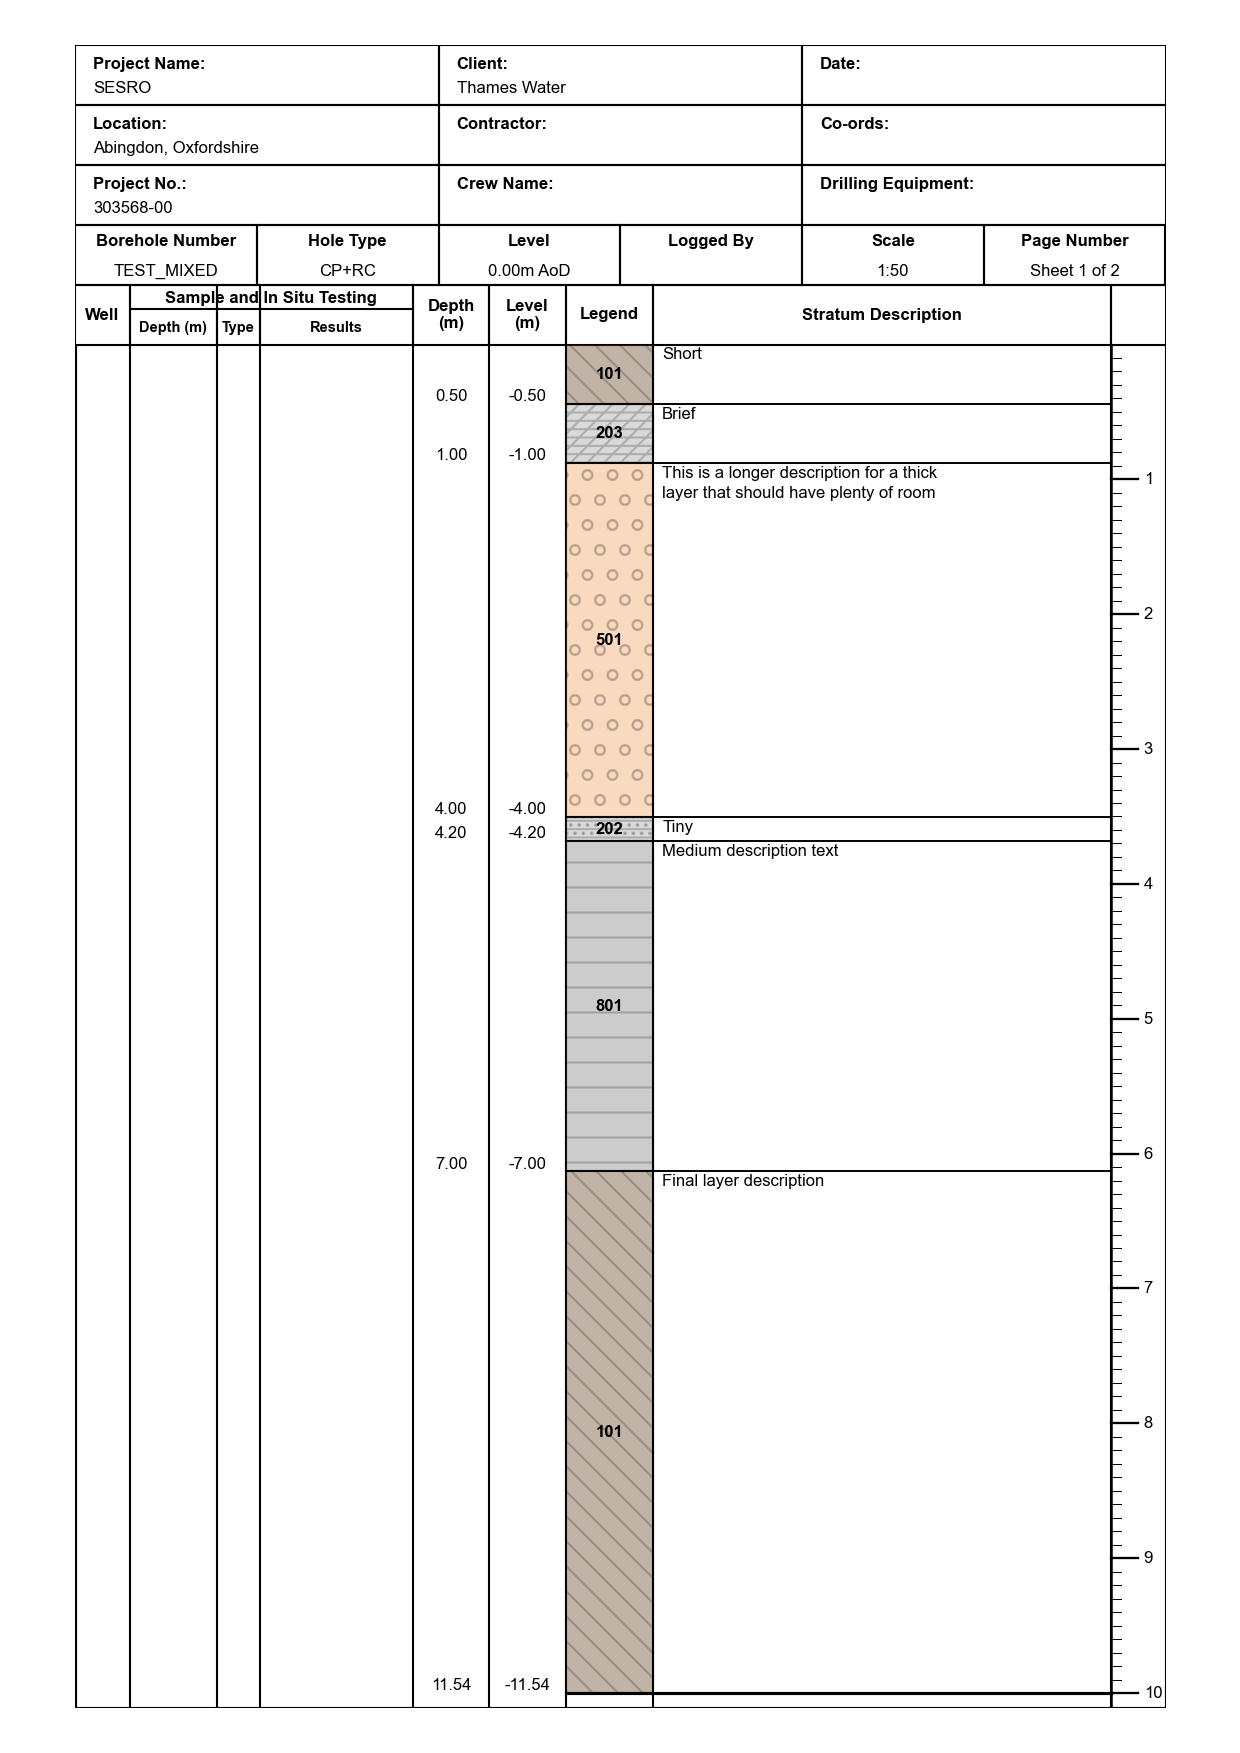 Project Name:
SESRO
Client:
Thames Water
Date:
Location:
Abingdon, Oxfordshire
Contractor:
Co-ords:
Project No.:
303568-00
Crew Name:
Drilling Equipment:
Borehole Number
TEST_MIXED
Hole Type
CP+RC
Level
0.00m AoD
Logged By
Scale
1:50
Page Number
Sheet 1 of 2
Well
Sample and In Situ Testing
Depth (m)
Type
Results
Depth
(m)
Level
(m)
Legend
Stratum Description
101
Short
0.50
-0.50
203
Brief
1.00
-1.00
This is a longer description for a thick
layer that should have plenty of room
1
2
501
3
4.00
-4.00
202
Tiny
4.20
-4.20
Medium description text
4
801
5
6
7.00
-7.00
Final layer description
7
8
101
9
11.54
-11.54
10